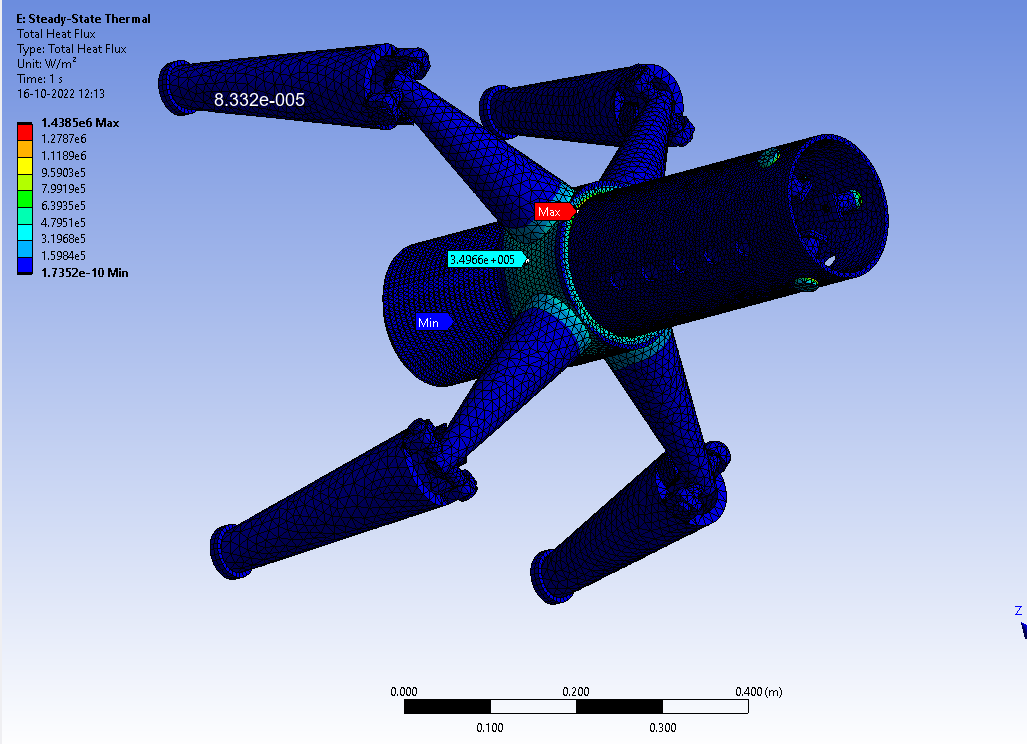 E: Steady-State Thermal
Total Heat Flux
Type: Total Heat Flux
Unit: W/m²
Time: 1 s
16-10-2022 12:13
1.4385e6 Max
1.2787e6
1.1189e6
9.5903e5
7.9919e5
6.3935e5
4.7951e5
3.1968e5
1.5984e5
1.7352e-10 Min
8.332e-005
Max
3.4966e+005
Min
Z
0.000
0.200
0.400 (m)
0.100
0.300